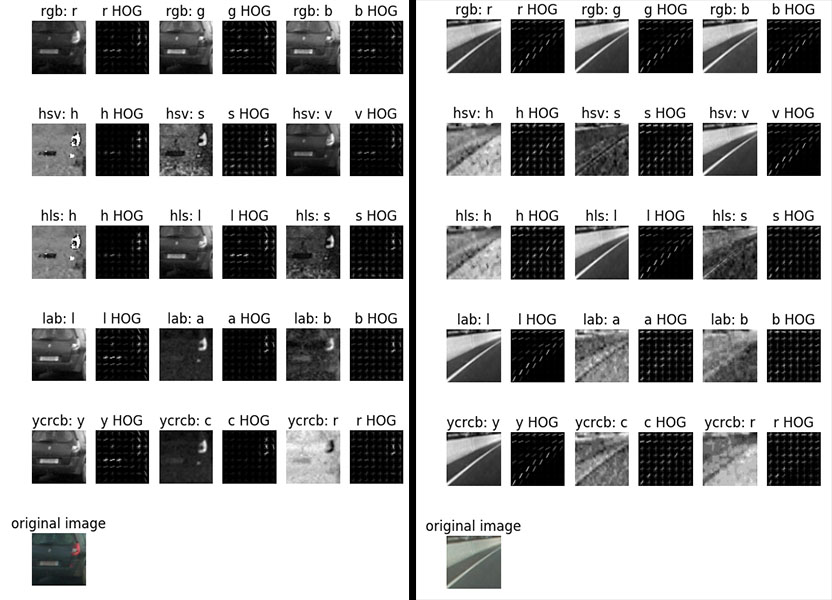 rgb: r r HOG rgb: g g HOG rgb: b b HOG
hsv: h h HOG hsv: s s HOG hsv: v v HOG
hls: h h HOG hls: l l HOG hls: s s HOG
lab: l l HOG lab: a a HOG lab: b b HOG
ycrcb: y y HOG ycrcb: c c HOG ycrcb: r r HOG
original image
rgb: r r HOG rgb: g g HOG rgb: b b HOG
hsv: h h HOG hsv: s s HOG hsv: v v HOG
hls: h h HOG hls: l l HOG hls: s s HOG
lab: l l HOG lab: a a HOG lab: b b HOG
ycrcb: y y HOG ycrcb: c c HOG ycrcb: r r HOG
original image